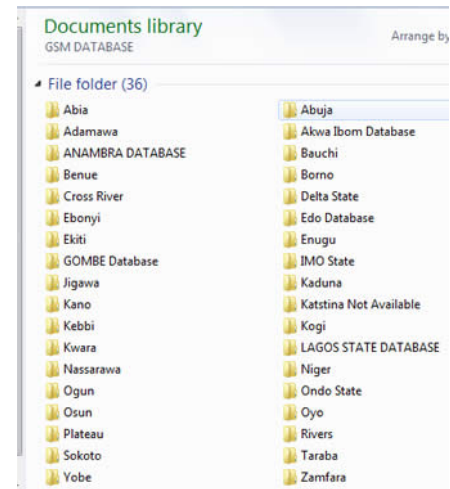 Documents library
GSM DATABASE
Arrange by
File folder (36)
Abia
Abuja
Adamawa
Akwa Ibom Database
ANAMBRA DATABASE
Bauchi
Benue
Borno
Cross River
Delta State
Ebonyi
Edo Database
Ekiti
Enugu
GOMBE Database
IMO State
Jigawa
Kaduna
Kano
Katstina Not Available
Kebbi
Kogi
Kwara
LAGOS STATE DATABASE
Nassarawa
Niger
Ogun
Ondo State
Osun
Oyo
Plateau
Rivers
Sokoto
Taraba
Yobe
Zamfara